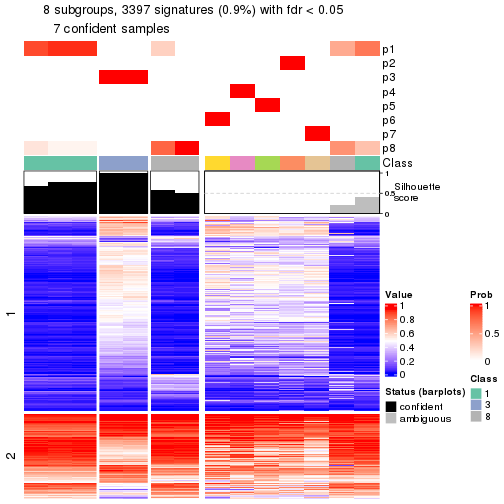 8 subgroups, 3397 signatures (0.9%) with fdr < 0.05
7 confident samples
p1
p2
p3
p4
p5
p6
p7
p8
Class
1
0.5
0
Silhouette
score
1
2
Value
1
0.8
0.6
0.4
0.2
0
Prob
1
0.5
0
Status (barplots)
confident
ambiguous
Class
1
3
8